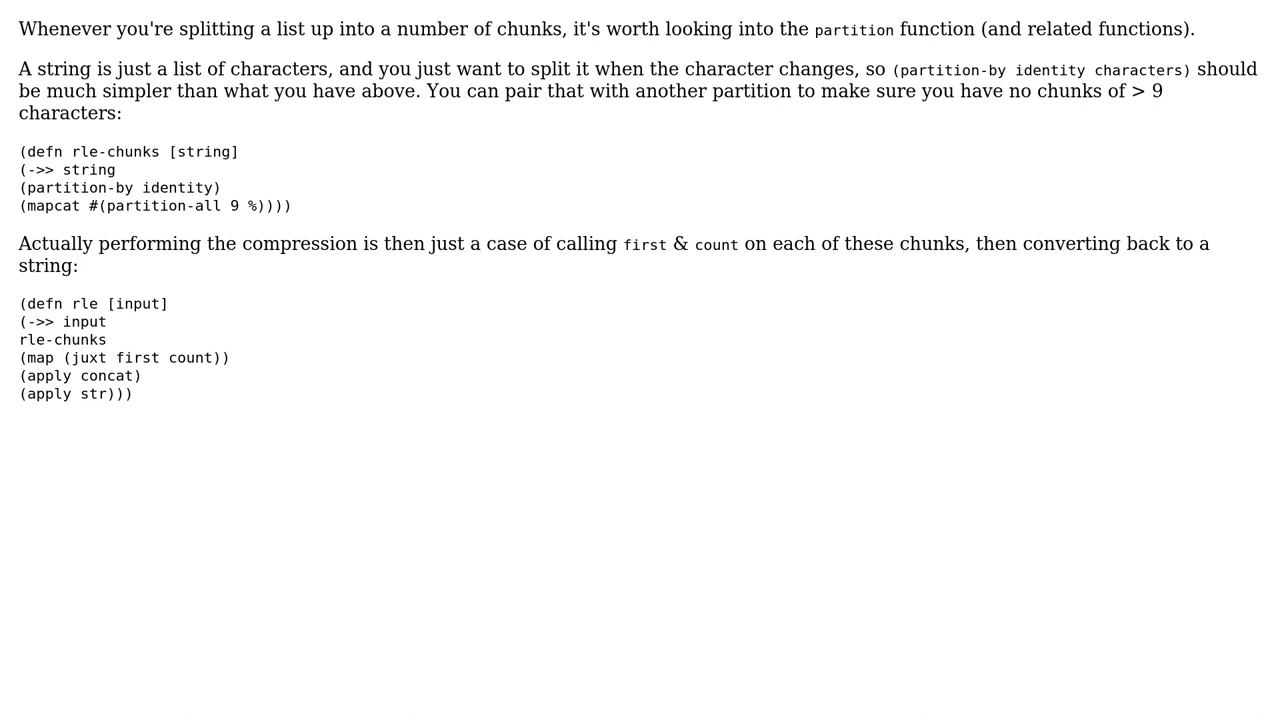 Whenever you're splitting a list up into a number of chunks, it's worth looking into the partition function (and related functions).
A string is just a list of characters, and you just want to split it when the character changes, so (partition-by identity characters) should
be much simpler than what you have above. You can pair that with another partition to make sure you have no chunks of > 9
characters:
(defn rle-chunks [string]
(->> string
(partition-by identity)
(mapcat #(partition-all 9 %))))
Actually performing the compression is then just a case of calling first & count on each of these chunks, then converting back to a
string:
(defn rle [input]
(->> input
rle-chunks
(map (juxt first count))
(apply concat)
(apply str)))